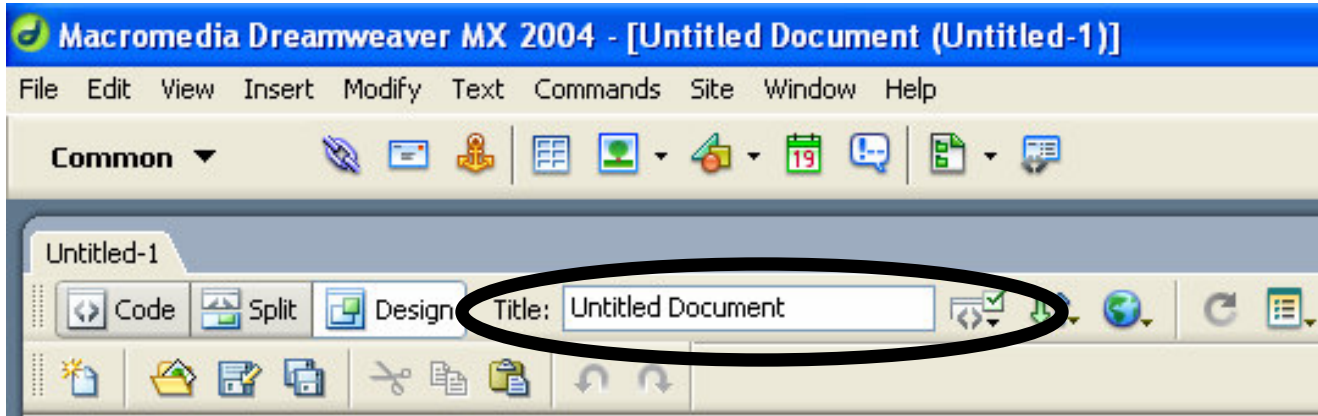 Macromedia Dreamweaver MX 2004 - [Untitled Document (Untitled-1)]
File Edit View Insert Modify Text Commands Site Window Help
Common 19
Untitled-1
Code Split Design Title: Untitled Document